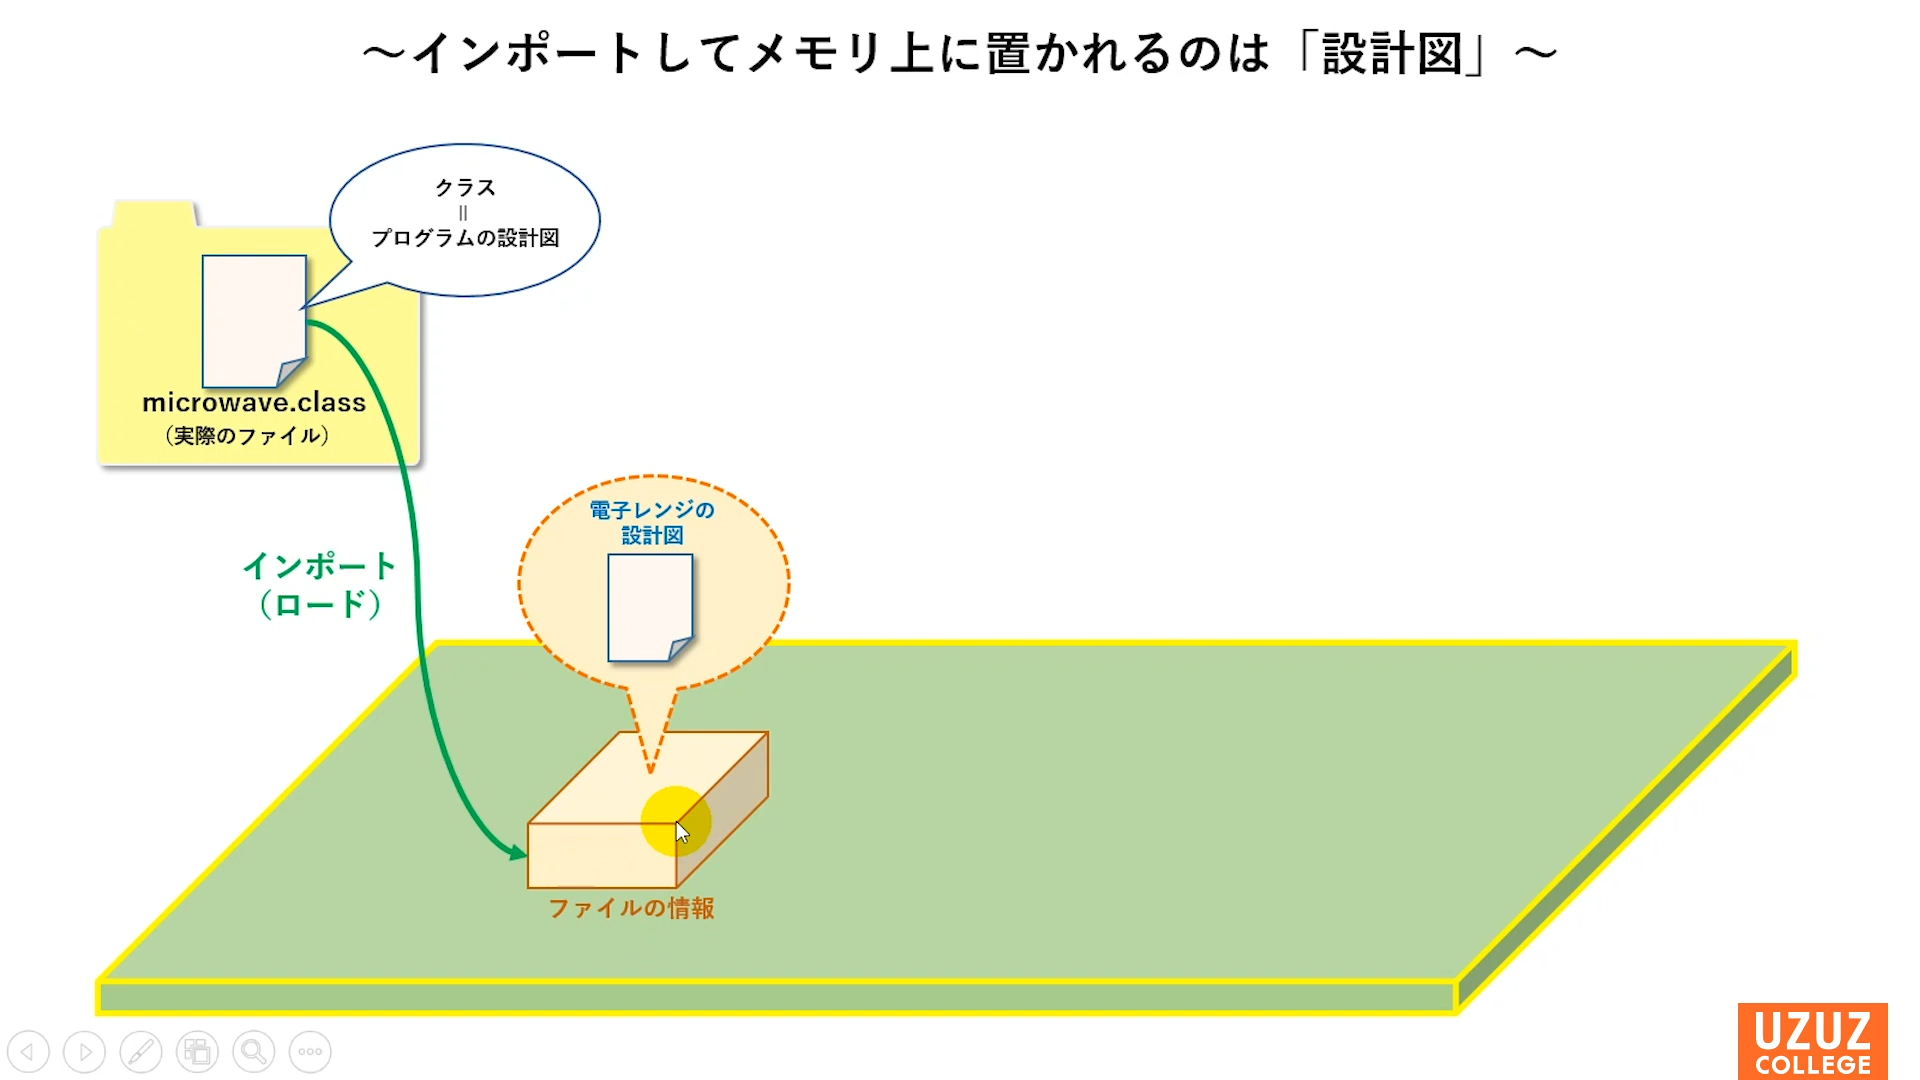 ～インポートしてメモリ上に置かれるのは「設計図」～
クラス
＝
プログラムの設計図
microwave.class
（実際のファイル）
電子レンジの
設計図
インポート
（ロード）
ファイルの情報
UZUZ
COLLEGE